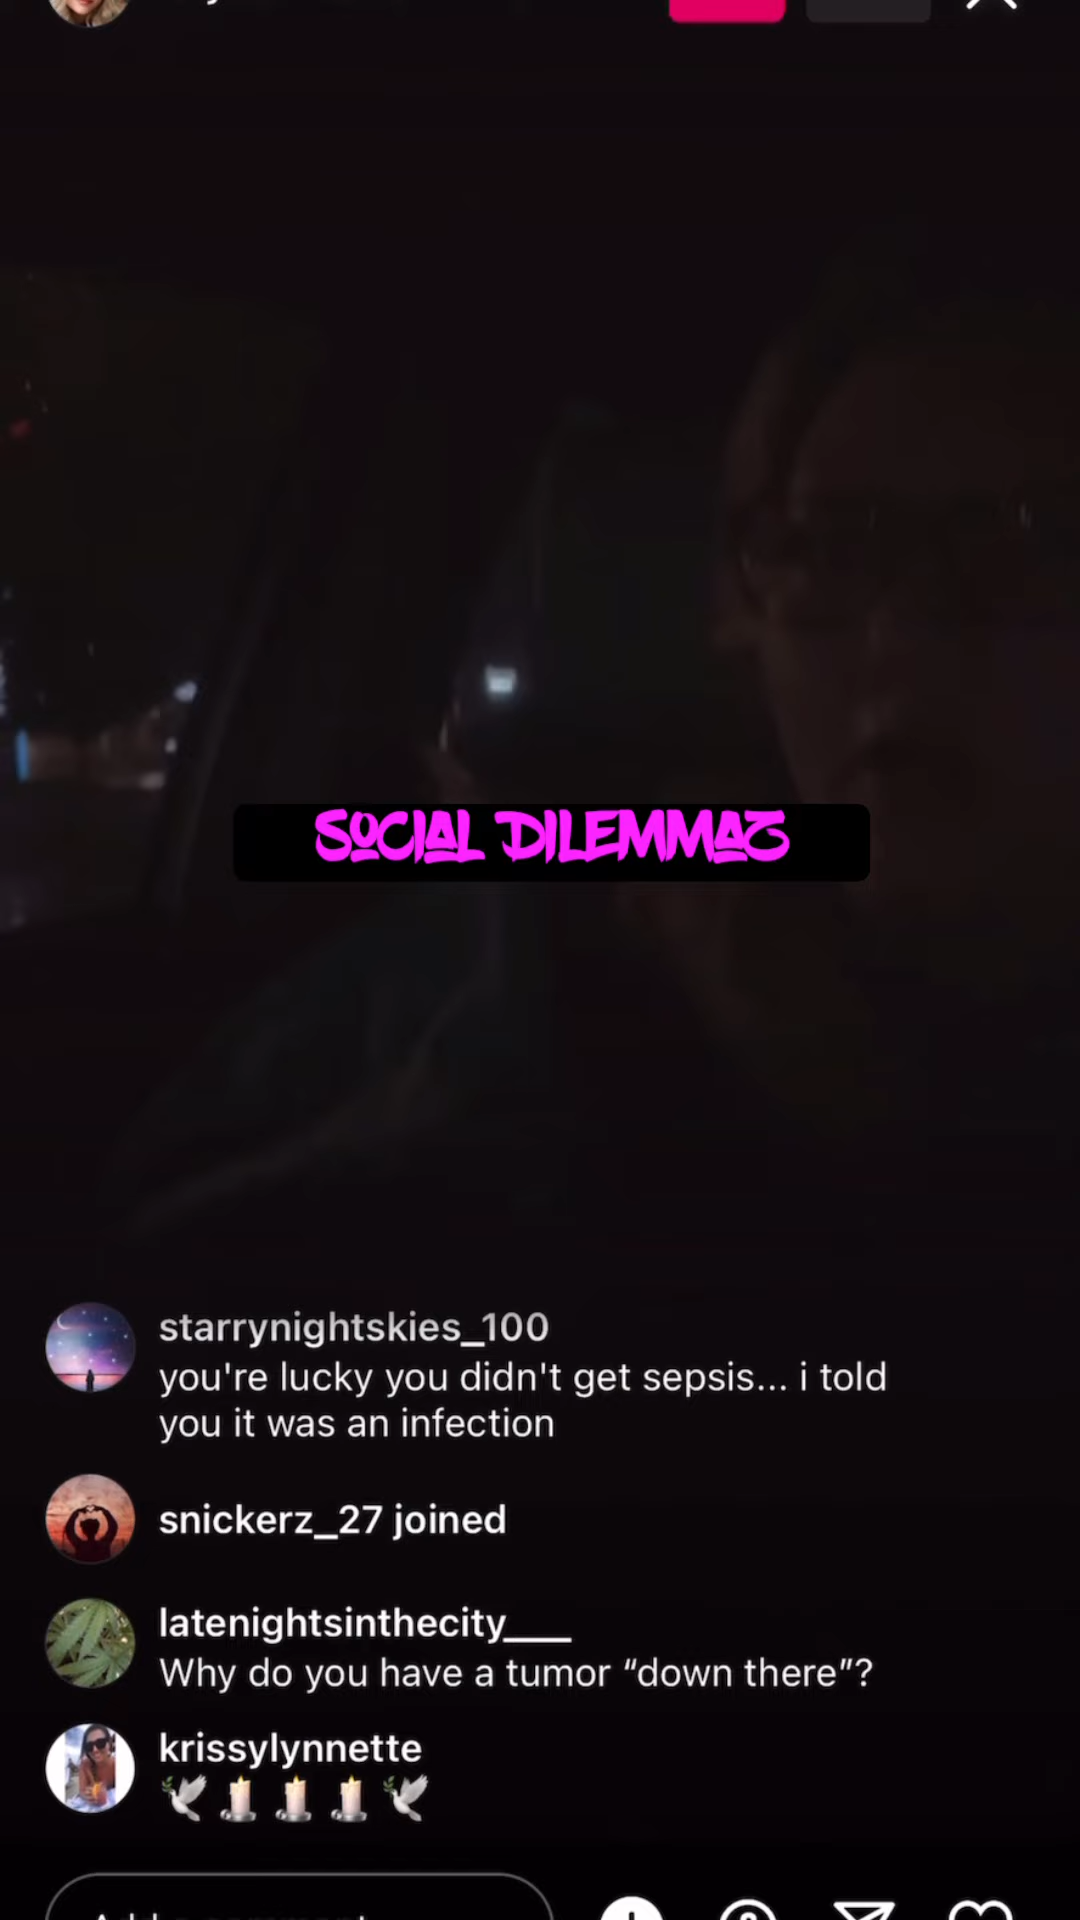 SOCIAL DILEMMAZ
starrynightskies_100
you're lucky you didn't get sepsis... i told
you it was an infection
snickerz_27 joined
latenightsinthecity___
Why do you have a tumor “down there”?
krissylynnette
🕊️🕯️🕯️🕯️🕊️